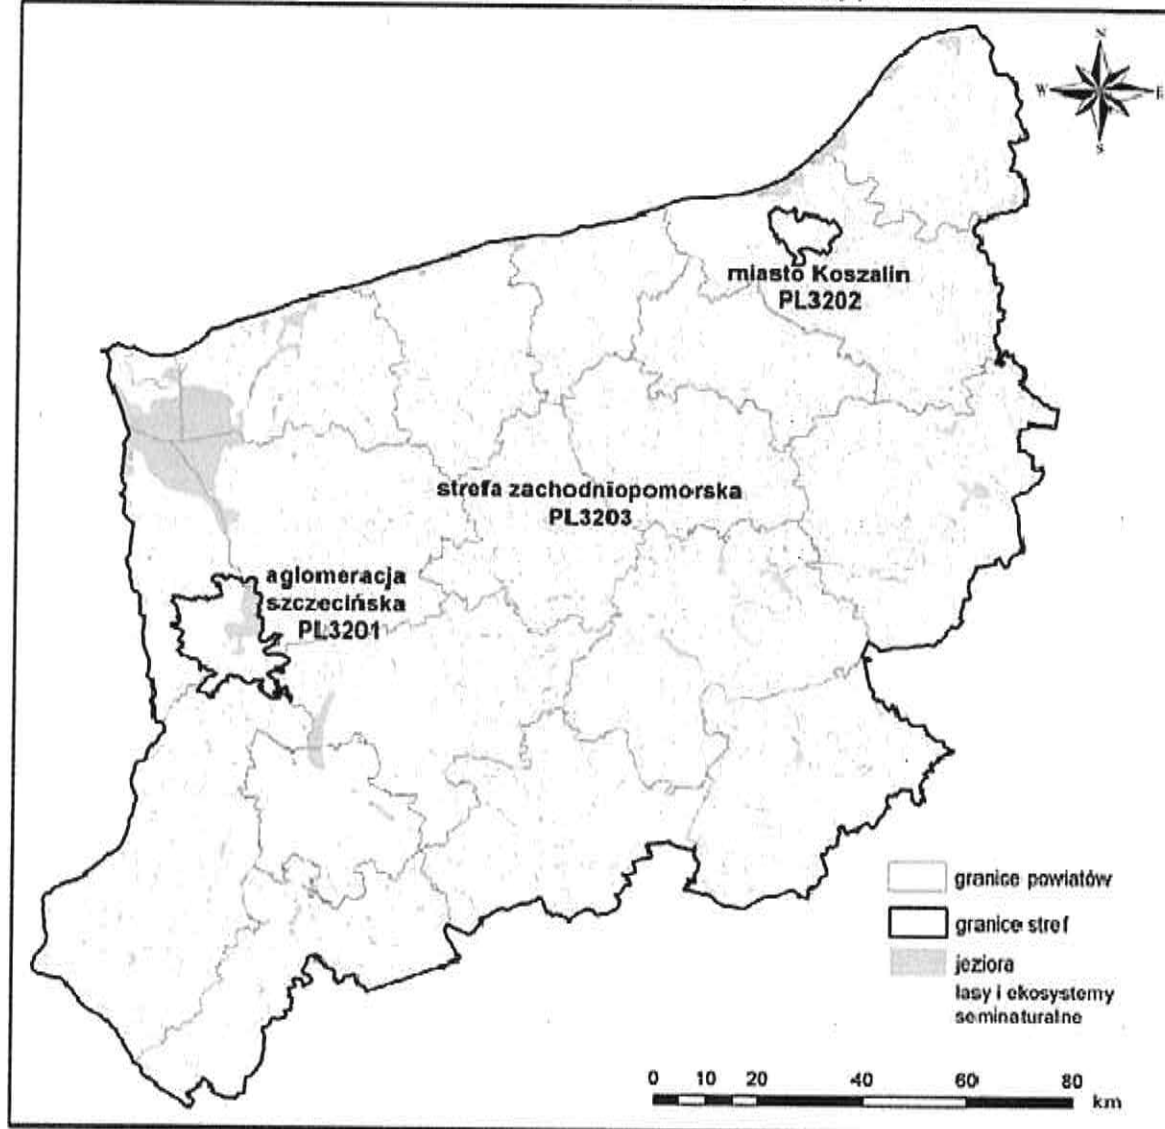 N
W E
S
miasto Koszalin
PL3202
strefa zachodniopomorska
PL3203
aglomeracja
szczecińska
PL3201
granice powiatów
granice stref
jeziora
lasy i ekosystemy
seminaturalne
0 10 20 40 60 80
km